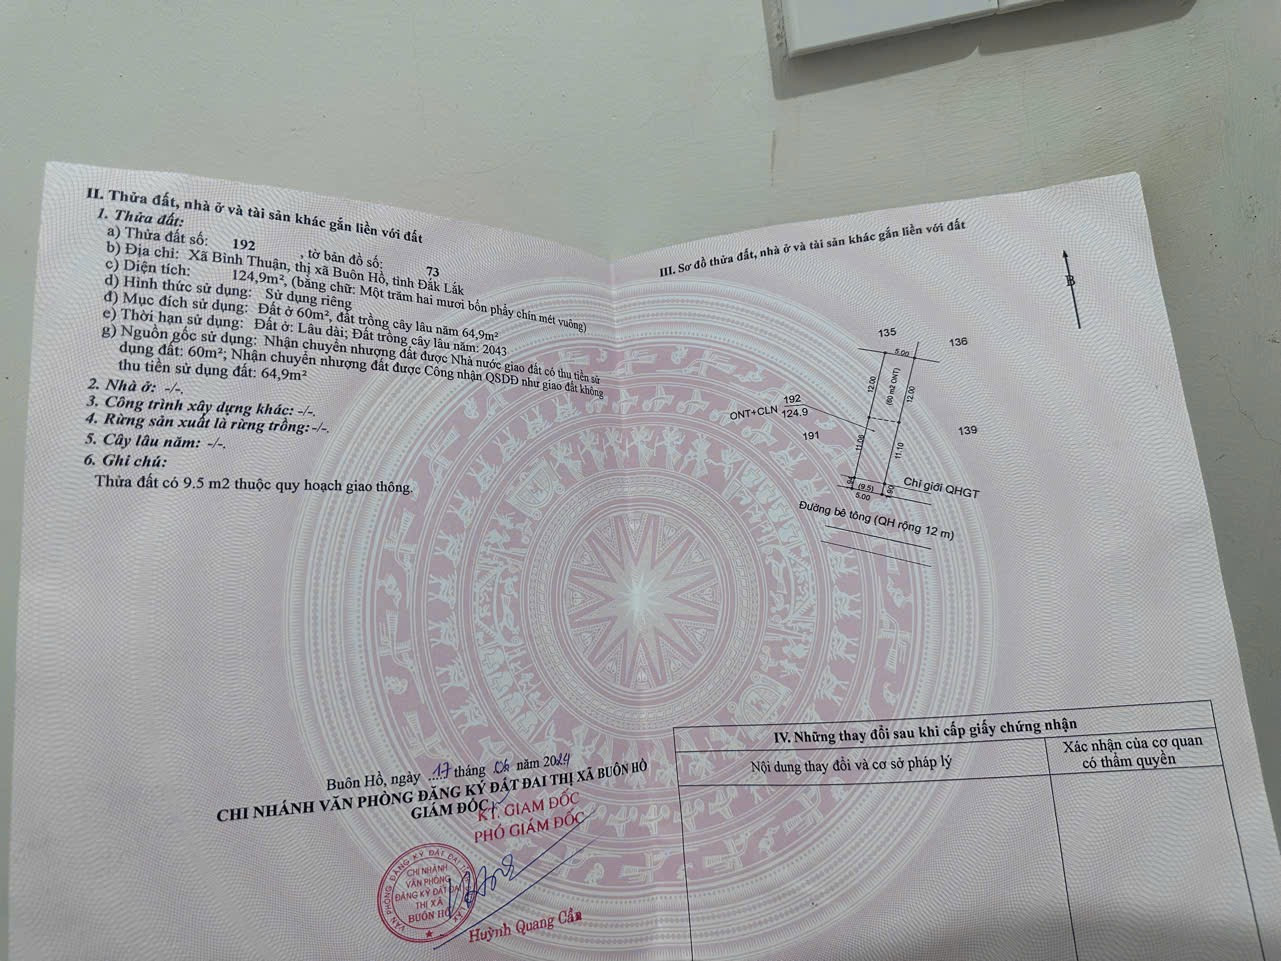 II. Thửa đất, nhà ở và tài sản khác gắn liền với đất
1. Thửa đất:
a) Thửa đất số: 192 , tờ bản đồ số: 73
b) Địa chỉ: Xã Bình Thuận, thị xã Buôn Hồ, tỉnh Đắk Lắk
c) Diện tích: 124,9m², (bằng chữ: Một trăm hai mươi bốn phẩy chín mét vuông)
d) Hình thức sử dụng: Sử dụng riêng
đ) Mục đích sử dụng: Đất ở 60m², đất trồng cây lâu năm 64,9m²
e) Thời hạn sử dụng: Đất ở: Lâu dài; Đất trồng cây lâu năm: 2043
g) Nguồn gốc sử dụng: Nhận chuyển nhượng đất được Nhà nước giao đất có thu tiền sử
dụng đất: 60m²; Nhận chuyển nhượng đất được Công nhận QSDĐ như giao đất không
thu tiền sử dụng đất: 64,9m²
2. Nhà ở: -/-.
3. Công trình xây dựng khác: -/-.
4. Rừng sản xuất là rừng trồng: -/-.
5. Cây lâu năm: -/-.
6. Ghi chú:
Thửa đất có 9.5 m2 thuộc quy hoạch giao thông.
Buôn Hồ, ngày 17 tháng 06 năm 2024
CHI NHÁNH VĂN PHÒNG ĐĂNG KÝ ĐẤT ĐAI THỊ XÃ BUÔN HỒ
GIÁM ĐỐC
KT. GIÁM ĐỐC
PHÓ GIÁM ĐỐC
CHI NHÁNH
VĂN PHÒNG
ĐĂNG KÝ ĐẤT ĐAI
THỊ XÃ
BUÔN HỒ
Huỳnh Quang Cần
III. Sơ đồ thửa đất, nhà ở và tài sản khác gắn liền với đất
B
135
136
5.00
12.00
(60 m2 ONT)
12.00
192
ONT+CLN 124.9
191
139
11.08
11.10
Chỉ giới QHGT
(9.5)
1.90
5.00
Đường bê tông (QH rộng 12 m)
IV. Những thay đổi sau khi cấp giấy chứng nhận
Nội dung thay đổi và cơ sở pháp lý
Xác nhận của cơ quan
có thẩm quyền